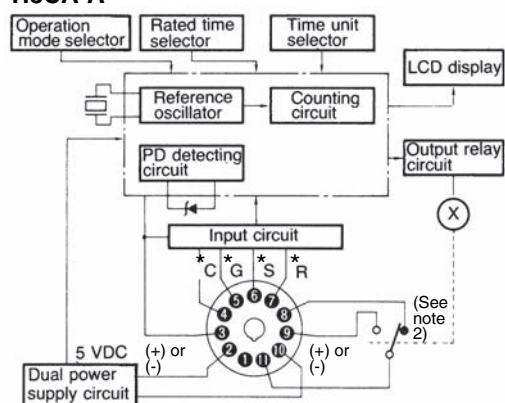 Operation
mode selector
Rated time
selector
Time unit
selector
LCD display
Reference
oscillator
Counting
circuit
PD detecting
circuit
Output relay
circuit
X
Input circuit
* C * G * S * R
6
5 7
4 8
3 9
2 10
1 11
(See
note
2)
5 VDC
(+) or
(-)
(+) or
(-)
Dual power
supply circuit